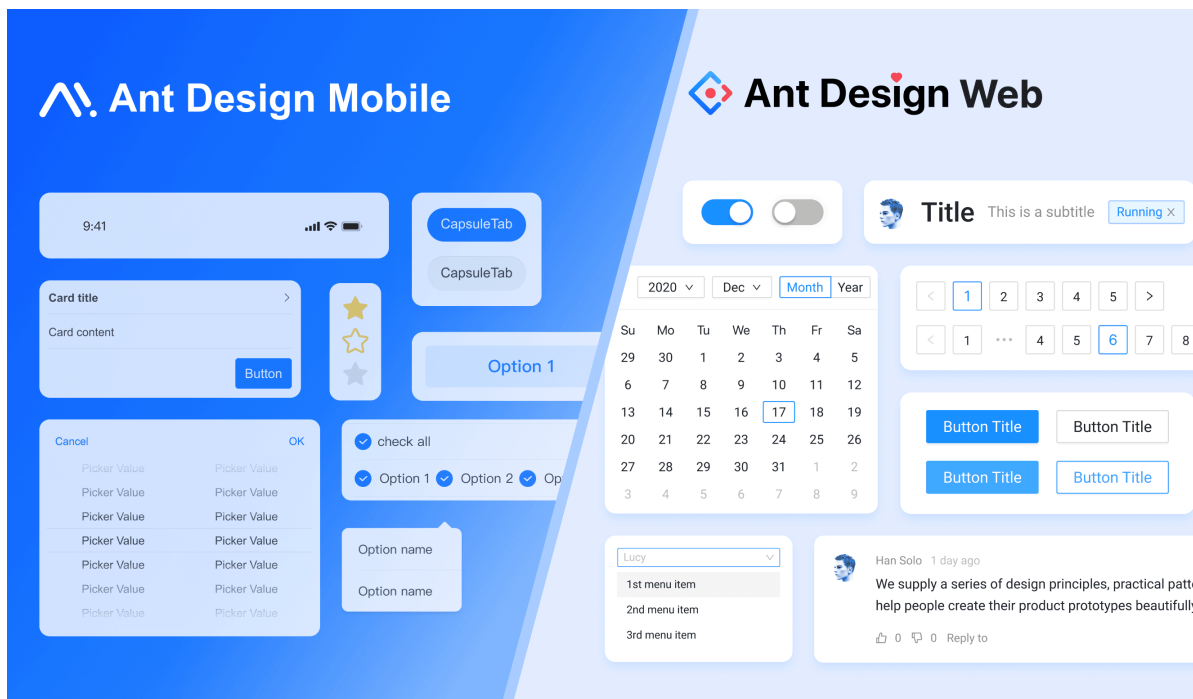 Ant Design Mobile
9:41
CapsuleTab
CapsuleTab
Card title
Card content
Button
Option 1
Cancel OK
Picker Value Picker Value
Picker Value Picker Value
Picker Value Picker Value
Picker Value Picker Value
Picker Value Picker Value
Picker Value Picker Value
Picker Value Picker Value
check all
Option 1 Option 2 Op
Option name
Option name
Ant Design Web
Title This is a subtitle Running ×
2020 Dec Month Year
Su Mo Tu We Th Fr Sa
29 30 1 2 3 4 5
6 7 8 9 10 11 12
13 14 15 16 17 18 19
20 21 22 23 24 25 26
27 28 29 30 31 1 2
3 4 5 6 7 8 9
< 1 2 3 4 5 >
< 1 ••• 4 5 6 7 8
Button Title Button Title
Button Title Button Title
Lucy
1st menu item
2nd menu item
3rd menu item
Han Solo 1 day ago
We supply a series of design principles, practical patte
help people create their product prototypes beautifully
0 0 Reply to